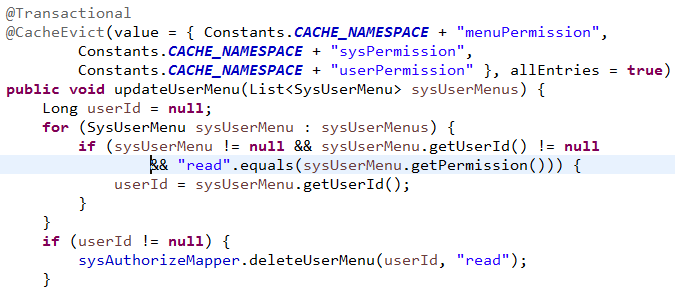 @Transactional
@CacheEvict(value = { Constants.CACHE_NAMESPACE + "menuPermission",
        Constants.CACHE_NAMESPACE + "sysPermission",
        Constants.CACHE_NAMESPACE + "userPermission" }, allEntries = true)
public void updateUserMenu(List<SysUserMenu> sysUserMenus) {
    Long userId = null;
    for (SysUserMenu sysUserMenu : sysUserMenus) {
        if (sysUserMenu != null && sysUserMenu.getUserId() != null
                && "read".equals(sysUserMenu.getPermission())) {
            userId = sysUserMenu.getUserId();
        }
    }
    if (userId != null) {
        sysAuthorizeMapper.deleteUserMenu(userId, "read");
    }